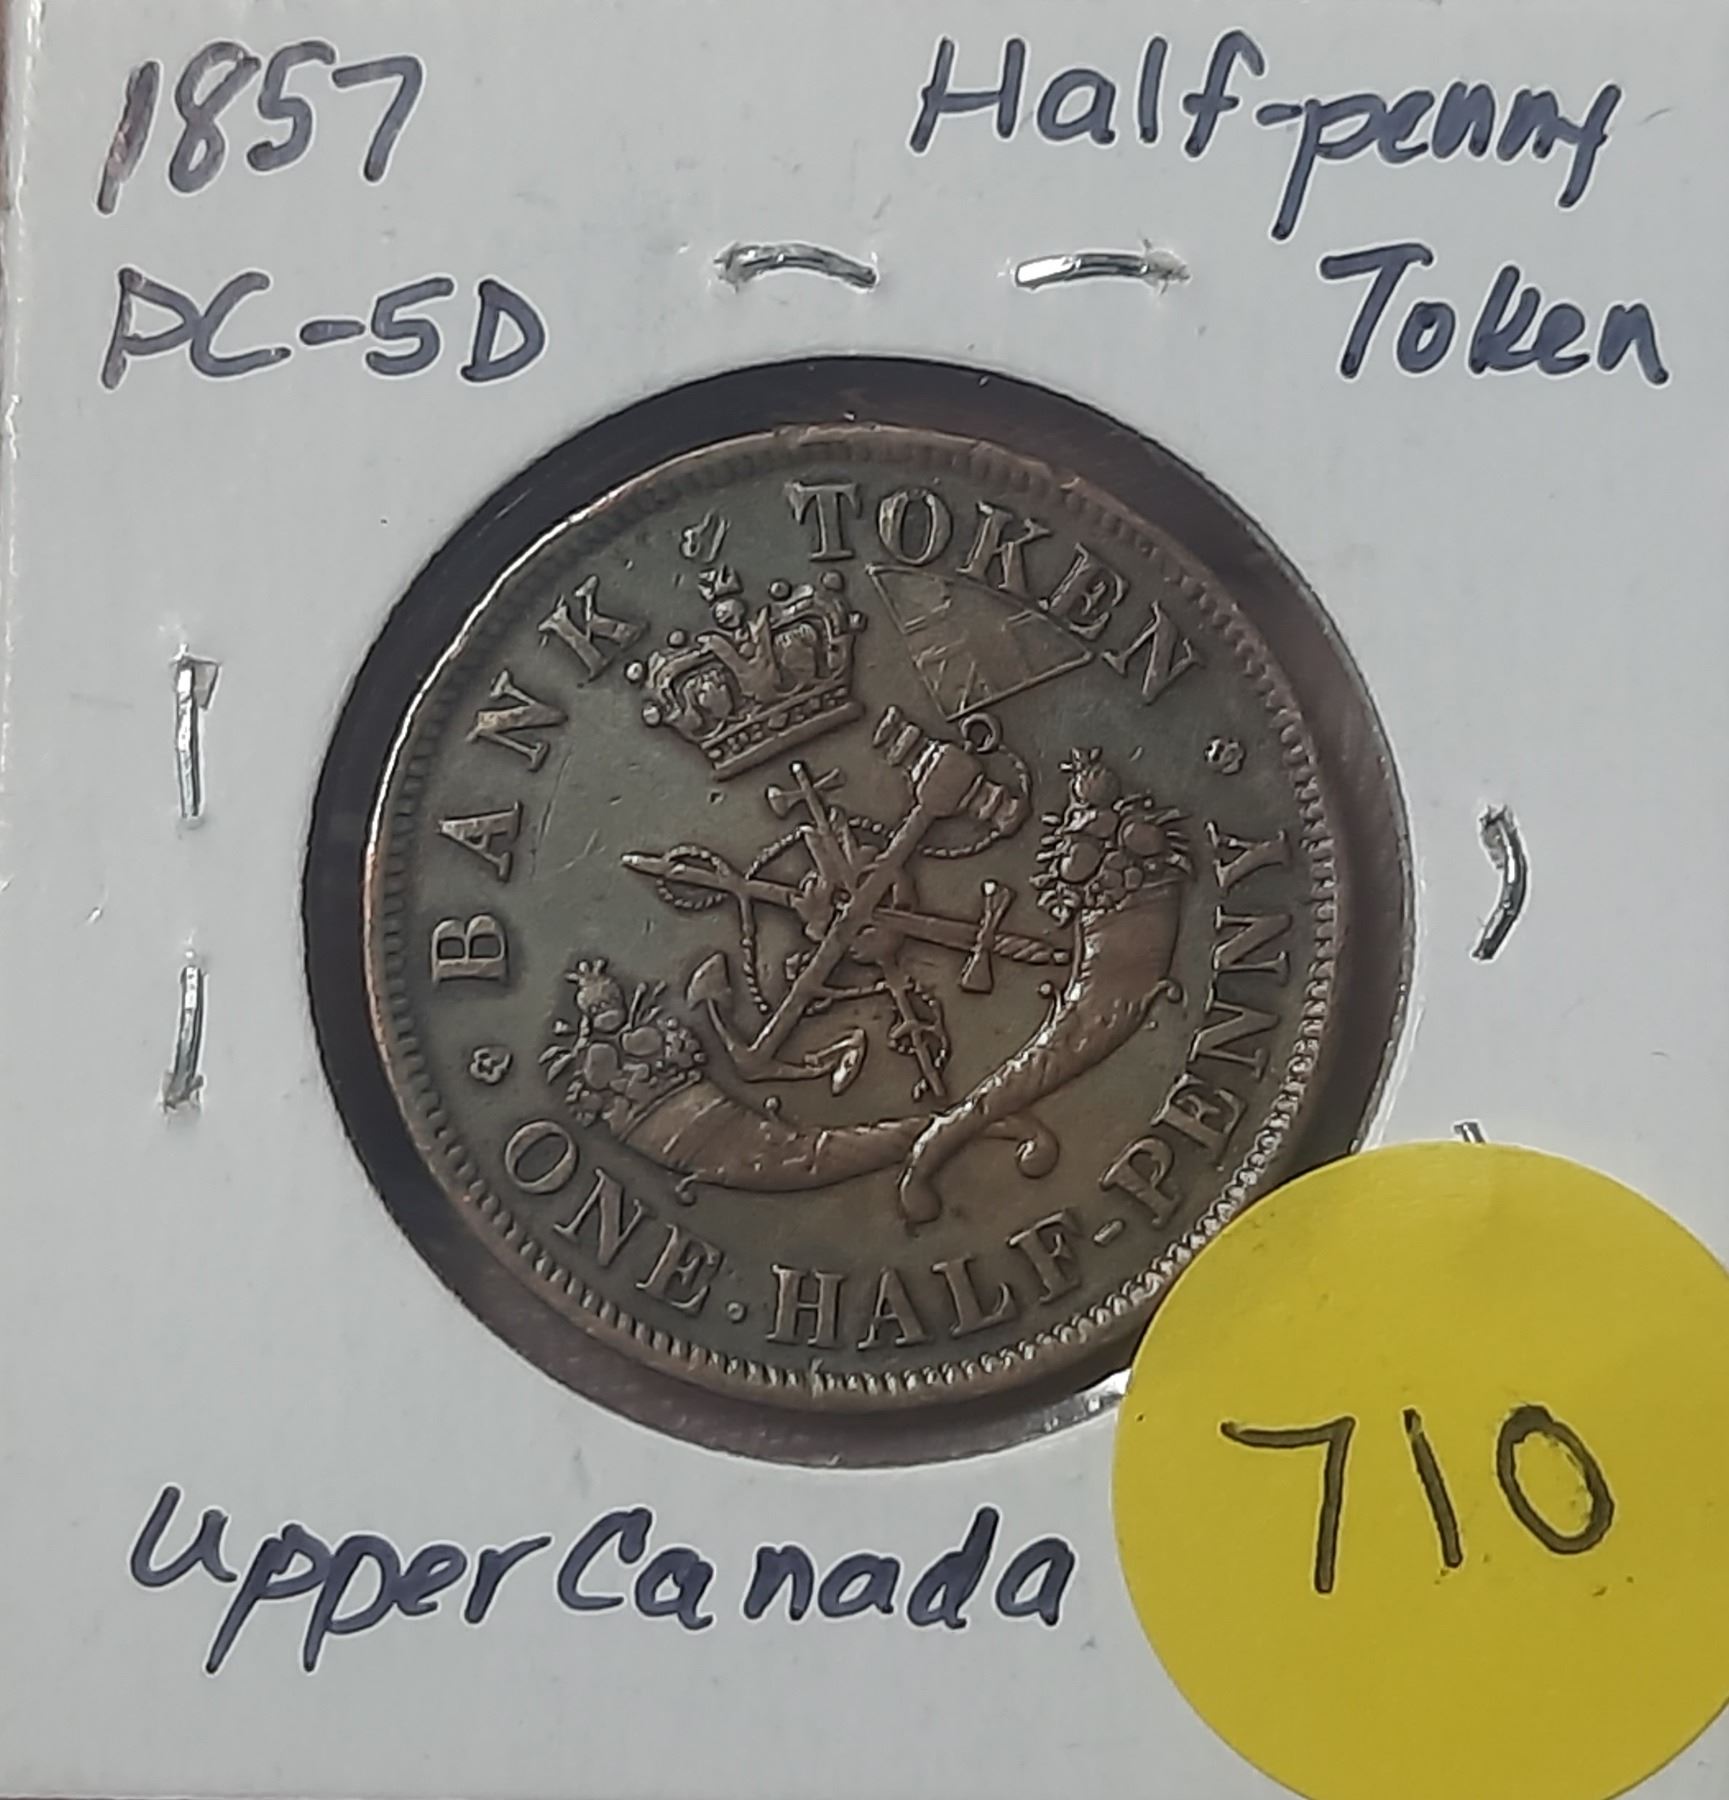 1857
PC-5D
Half-penny
Token
BANK TOKEN
ONE.HALF-PENNY
Upper Canada
710